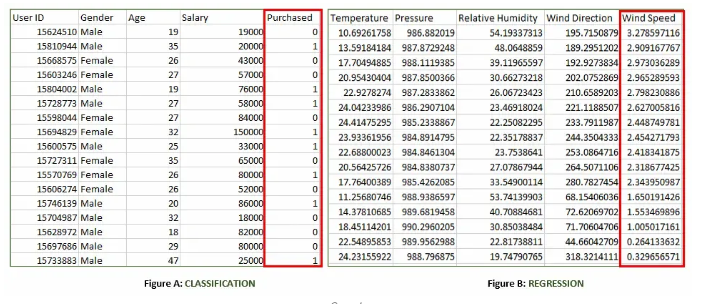 User ID Gender Age Salary Purchased
15624510 Male 19 19000 0
15810944 Male 35 20000 1
15668575 Female 26 43000 0
15603246 Female 27 57000 0
15804002 Male 19 76000 1
15728773 Male 27 58000 1
15598044 Female 27 84000 0
15694829 Female 32 150000 1
15600575 Male 25 33000 1
15727311 Female 35 65000 0
15570769 Female 26 80000 1
15606274 Female 26 52000 0
15746139 Male 20 86000 1
15704987 Male 32 18000 0
15628972 Male 18 82000 0
15697686 Male 29 80000 0
15733883 Male 47 25000 1
Temperature Pressure Relative Humidity Wind Direction Wind Speed
10.69261758 986.882019 54.19337313 195.7150879 3.278597116
13.59184184 987.8729248 48.0648859 189.2951202 2.909167767
17.70494885 988.1119385 39.11965597 192.9273834 2.973036289
20.95430404 987.8500366 30.66273218 202.0752869 2.965289593
22.9278274 987.2833862 26.06723423 210.6589203 2.798230886
24.04233986 986.2907104 23.46918024 221.1188507 2.627005816
24.41475295 985.2338867 22.25082295 233.7911987 2.448749781
23.93361956 984.8914795 22.35178837 244.3504333 2.454271793
22.68800023 984.8461304 23.7538641 253.0864716 2.418341875
20.56425726 984.8380737 27.07867944 264.5071106 2.318677425
17.76400389 985.4262085 33.54900114 280.7827454 2.343950987
11.25680746 988.9386597 53.74139903 68.15406036 1.650191426
14.37810685 989.6819458 40.70884681 72.62069702 1.553469896
18.45114201 990.2960205 30.85038484 71.70604706 1.005017161
22.54895853 989.9562988 22.81738811 44.66042709 0.264133632
24.23155922 988.796875 19.74790765 318.3214111 0.329656571
Figure A: CLASSIFICATION
Figure B: REGRESSION